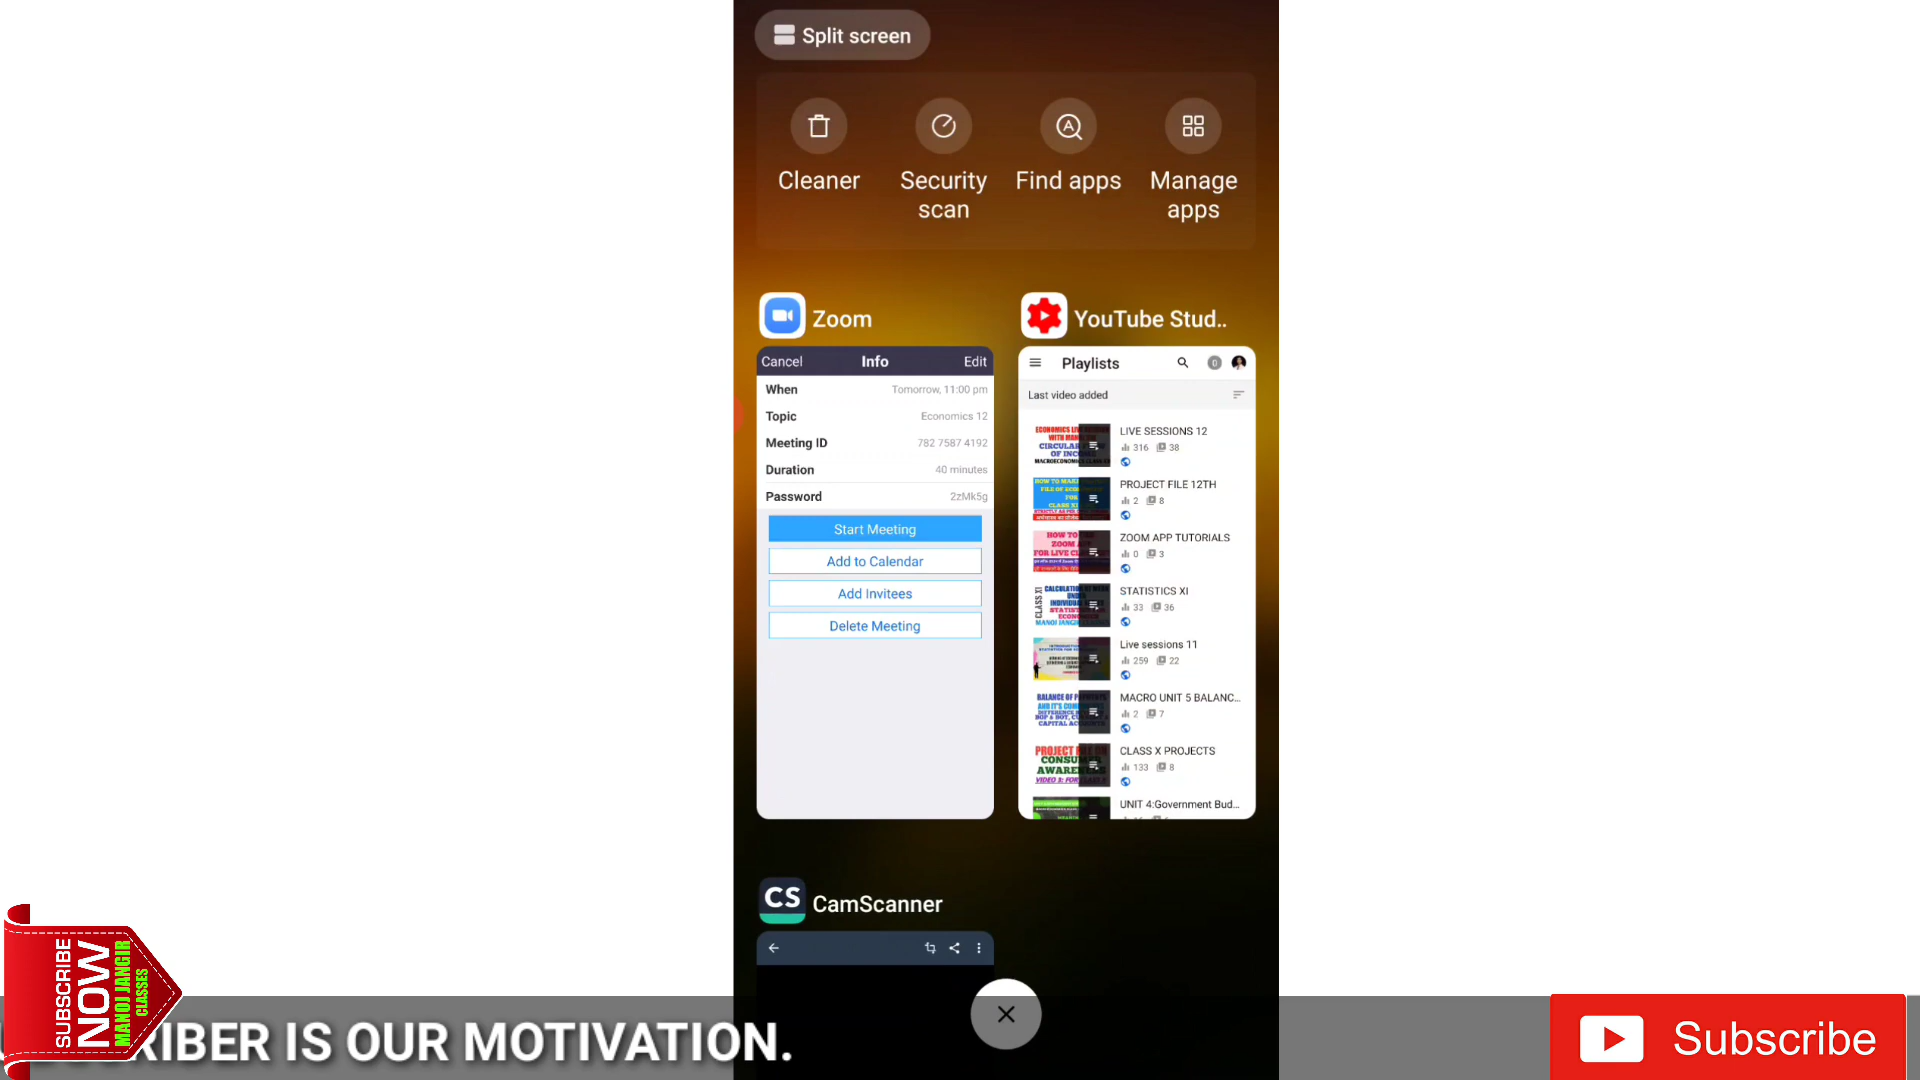 Split screen
Cleaner
Security scan
Find apps
Manage apps
Zoom
Cancel Info Edit
When Tomorrow, 11:00 pm
Topic Economics 12
Meeting ID 782 7587 4192
Duration 40 minutes
Password 2zMk5g
Start Meeting
Add to Calendar
Add Invitees
Delete Meeting
YouTube Stud..
Playlists 0
Last video added
LIVE SESSIONS 12
316 38
PROJECT FILE 12TH
2 8
ZOOM APP TUTORIALS
0 3
STATISTICS XI
33 36
Live sessions 11
259 22
MACRO UNIT 5 BALANC...
2 7
CLASS X PROJECTS
133 8
UNIT 4:Government Bud...
CS CamScanner
SUBSCRIBE
NOW
MANOJ JANGIR
CLASSES
RIBER IS OUR MOTIVATION.
Subscribe